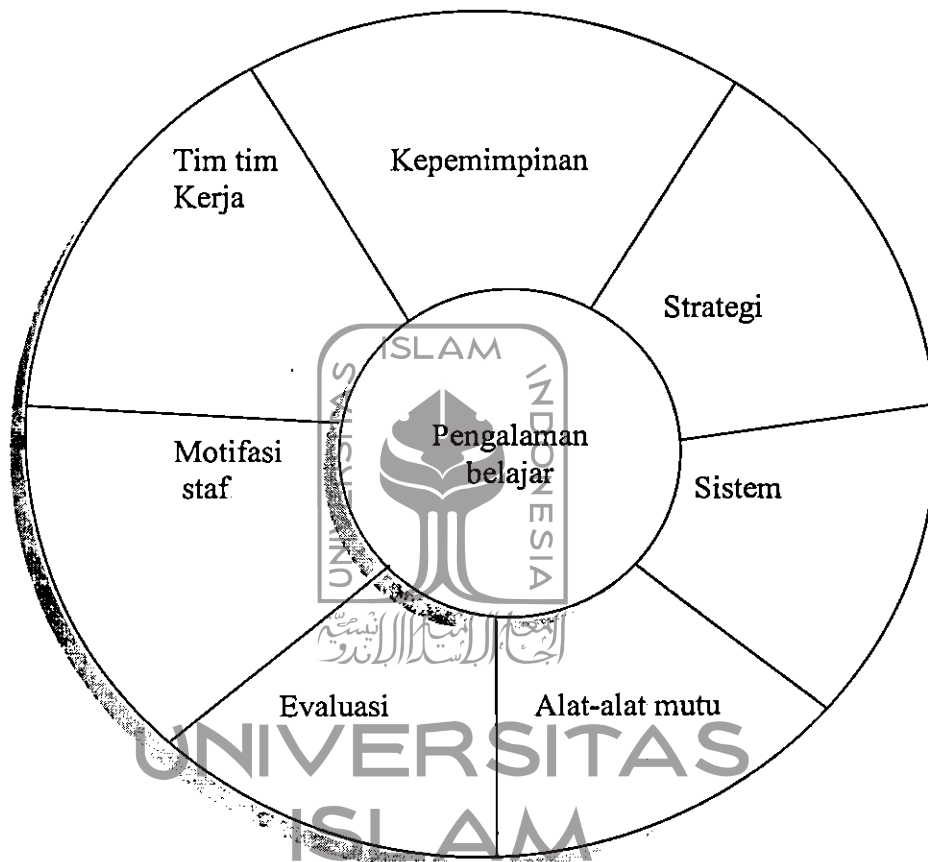 Tim tim
Kerja
Kepemimpinan
Strategi
Pengalaman
belajar
Motifasi
staf
Sistem
Evaluasi
Alat-alat mutu
UNIVERSITAS
ISLAM
INDONESIA
UNIVERSITAS
ISLAM